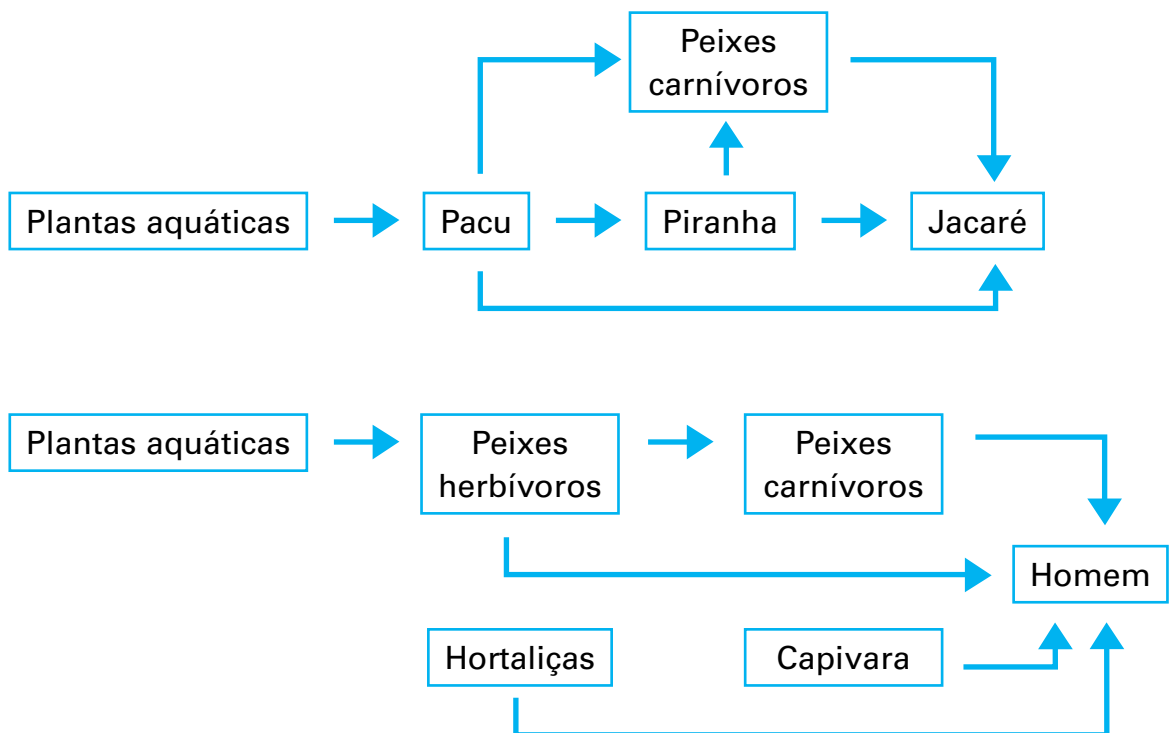 Peixes
carnívoros
Plantas aquáticas
Pacu
Piranha
Jacaré
Plantas aquáticas
Peixes
herbívoros
Peixes
carnívoros
Homem
Hortaliças
Capivara